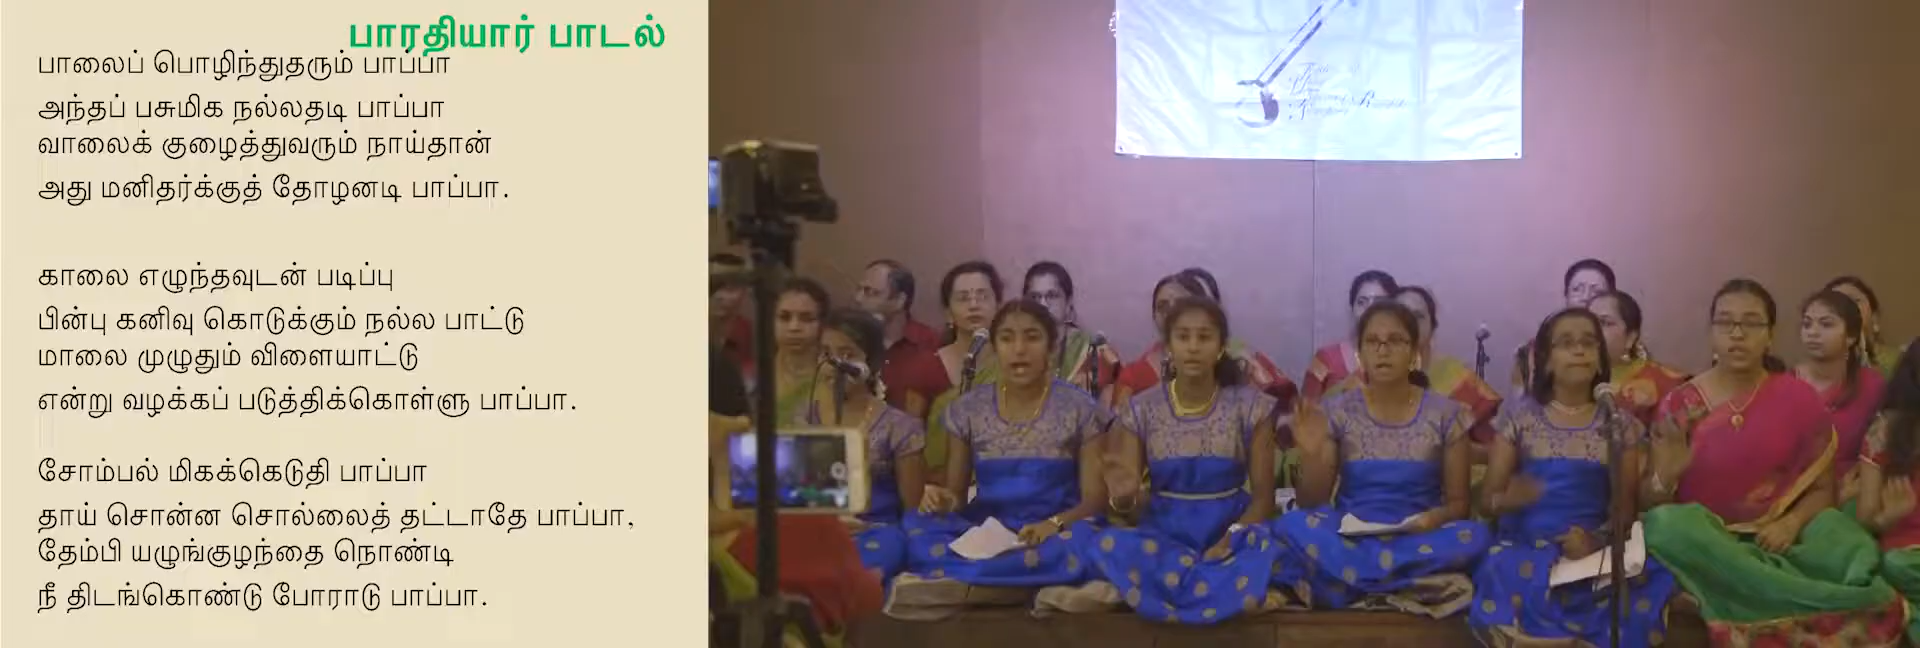 பாரதியார் பாடல்
பாலைப் பொழிந்துதரும் பாப்பா
அந்தப் பசுமிக நல்லதடி பாப்பா
வாலைக் குழைத்துவரும் நாய்தான்
அது மனிதர்க்குத் தோழனடி பாப்பா.
காலை எழுந்தவுடன் படிப்பு
பின்பு கனிவு கொடுக்கும் நல்ல பாட்டு
மாலை முழுதும் விளையாட்டு
என்று வழக்கப் படுத்திக்கொள்ளு பாப்பா.
சோம்பல் மிகக்கெடுதி பாப்பா
தாய் சொன்ன சொல்லைத் தட்டாதே பாப்பா,
தேம்பி யழுங்குழந்தை நொண்டி
நீ திடங்கொண்டு போராடு பாப்பா.